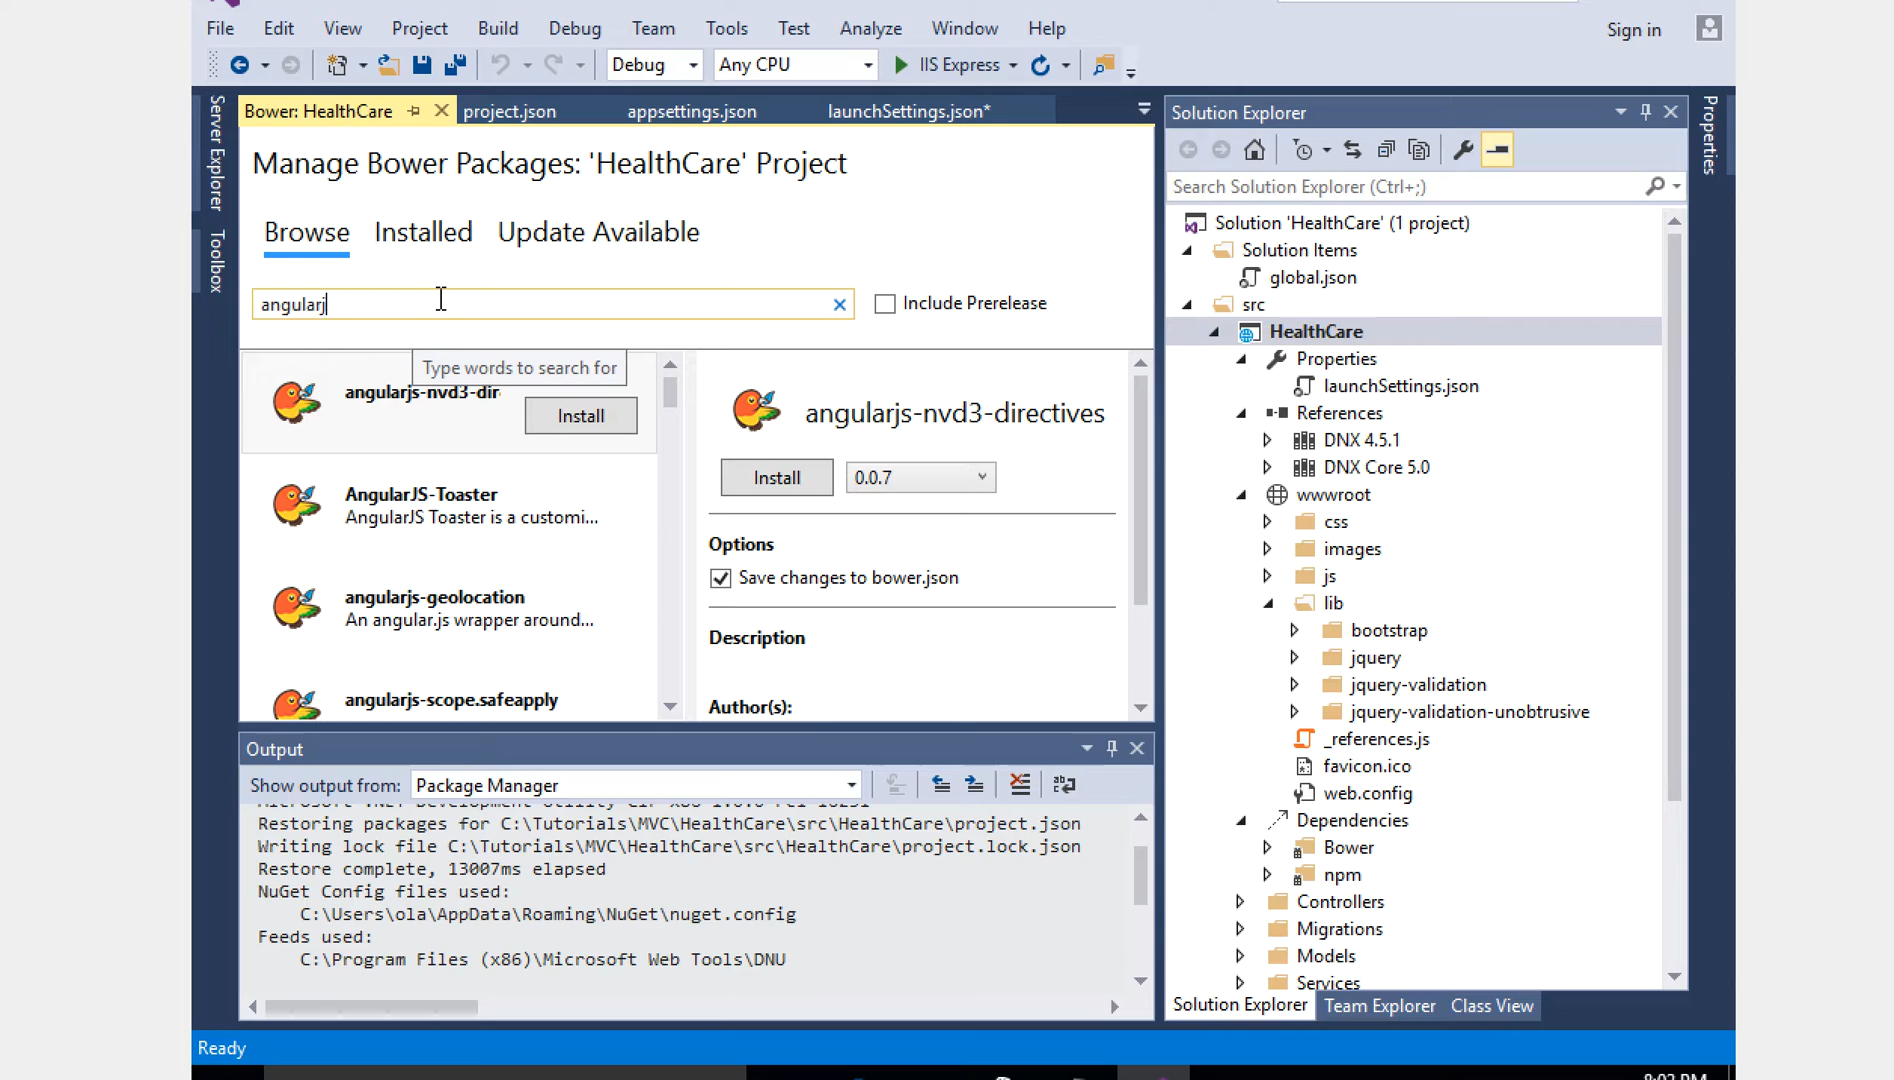 File Edit View Project Build Debug Team Tools Test Analyze Window Help
Sign in
Debug Any CPU IIS Express
Server Explorer
Toolbox
Bower: HealthCare project.json appsettings.json launchSettings.json*
Manage Bower Packages: 'HealthCare' Project
Browse Installed Update Available
angularj
Include Prerelease
Type words to search for
angularjs-nvd3-dir
Install
AngularJS-Toaster
AngularJS Toaster is a customi...
angularjs-geolocation
An angular.js wrapper around...
angularjs-scope.safeapply
angularjs-nvd3-directives
Install 0.0.7
Options
Save changes to bower.json
Description
Author(s):
Output
Show output from: Package Manager
Restoring packages for C:\Tutorials\MVC\HealthCare\src\HealthCare\project.json
Writing lock file C:\Tutorials\MVC\HealthCare\src\HealthCare\project.lock.json
Restore complete, 13007ms elapsed
NuGet Config files used:
C:\Users\ola\AppData\Roaming\NuGet\nuget.config
Feeds used:
C:\Program Files (x86)\Microsoft Web Tools\DNU
Solution Explorer
Search Solution Explorer (Ctrl+;)
Solution 'HealthCare' (1 project)
Solution Items
global.json
src
HealthCare
Properties
launchSettings.json
References
DNX 4.5.1
DNX Core 5.0
wwwroot
css
images
js
lib
bootstrap
jquery
jquery-validation
jquery-validation-unobtrusive
_references.js
favicon.ico
web.config
Dependencies
Bower
npm
Controllers
Migrations
Models
Services
Solution Explorer Team Explorer Class View
Properties
Ready